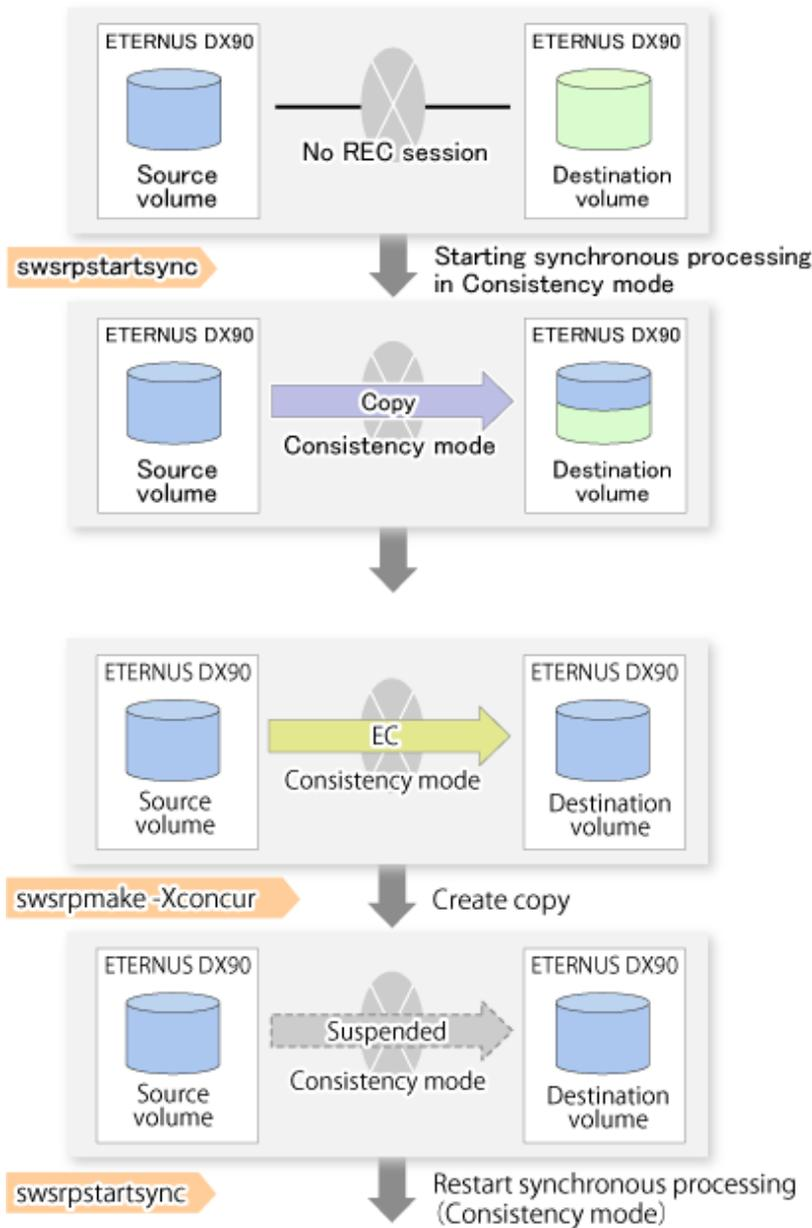 ETERNUS DX90
ETERNUS DX90
No REC session
Source
volume
Destination
volume
swsrpstartsync
Starting synchronous processing
in Consistency mode
ETERNUS DX90
ETERNUS DX90
Copy
Consistency mode
Source
volume
Destination
volume
ETERNUS DX90
ETERNUS DX90
EC
Consistency mode
Source
volume
Destination
volume
swsrpmake -Xconcur
Create copy
ETERNUS DX90
ETERNUS DX90
Suspended
Consistency mode
Source
volume
Destination
volume
swsrpstartsync
Restart synchronous processing
(Consistency mode)